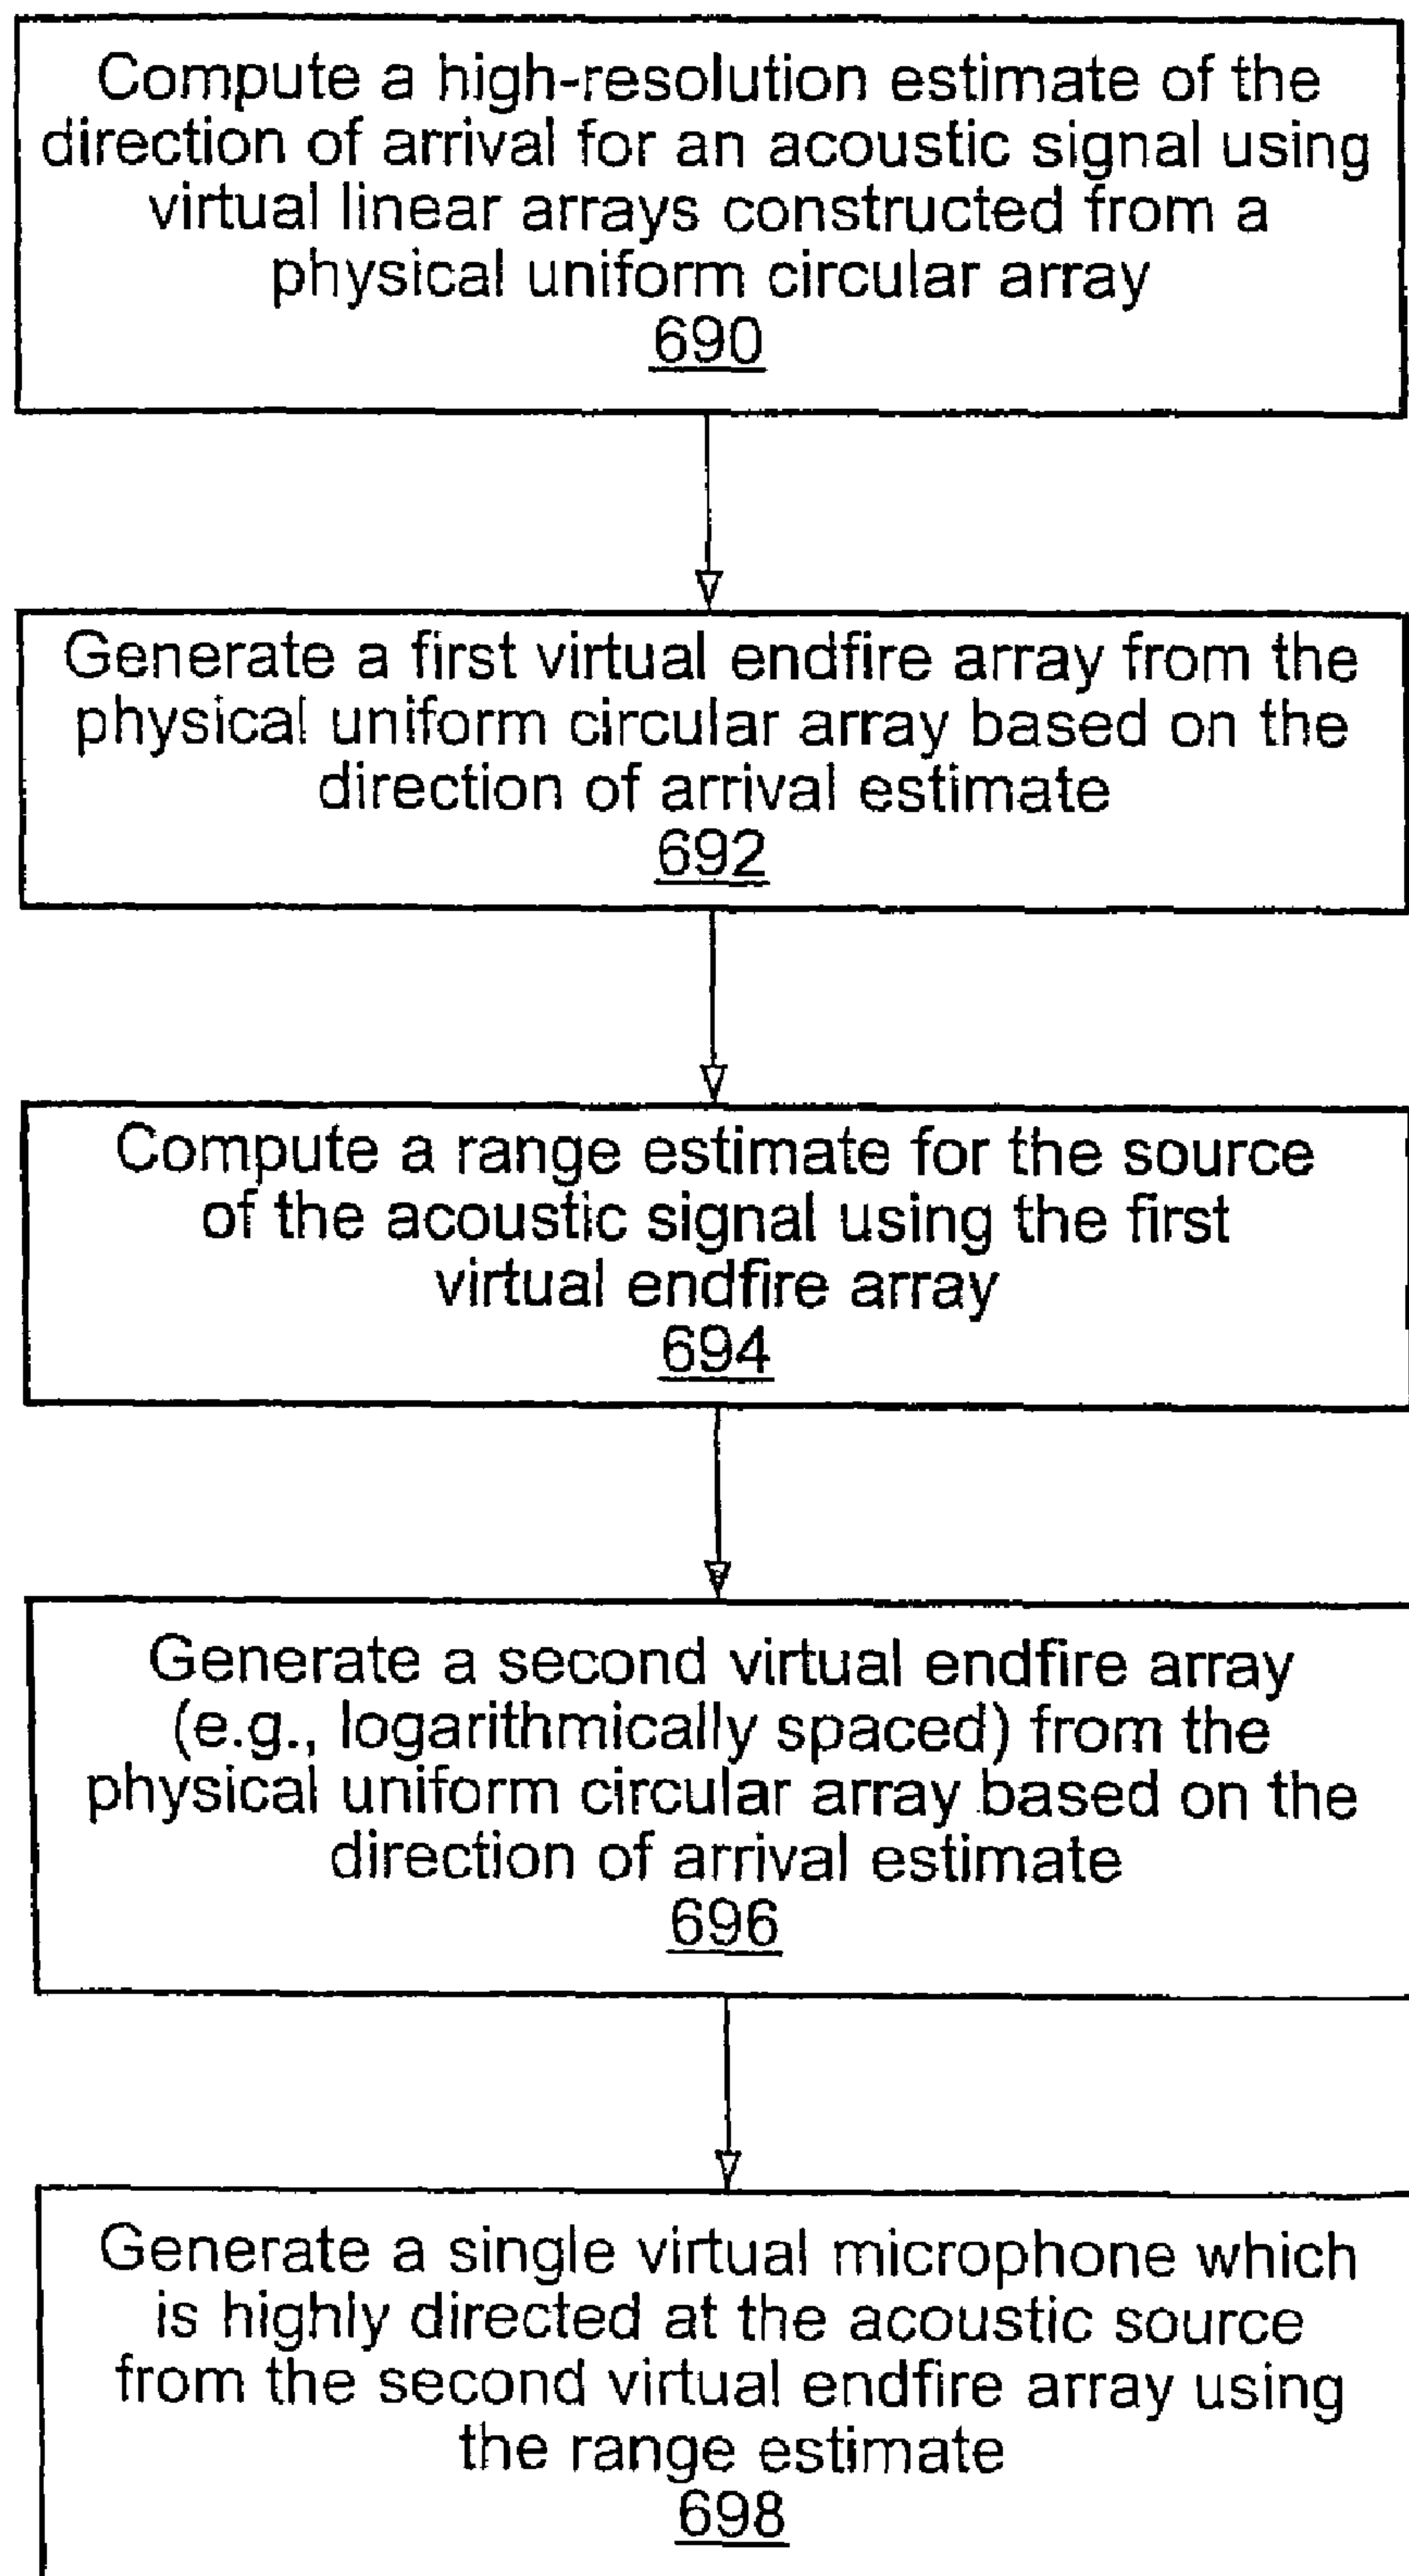 Compute a high-resolution estimate of the
direction of arrival for an acoustic signal using
virtual linear arrays constructed from a
physical uniform circular array
690
Generate a first virtual endfire array from the
physical uniform circular array based on the
direction of arrival estimate
692
Compute a range estimate for the source
of the acoustic signal using the first
virtual endfire array
694
Generate a second virtual endfire array
(e.g., logarithmically spaced) from the
physical uniform circular array based on the
direction of arrival estimate
696
Generate a single virtual microphone which
is highly directed at the acoustic source
from the second virtual endfire array using
the range estimate
698